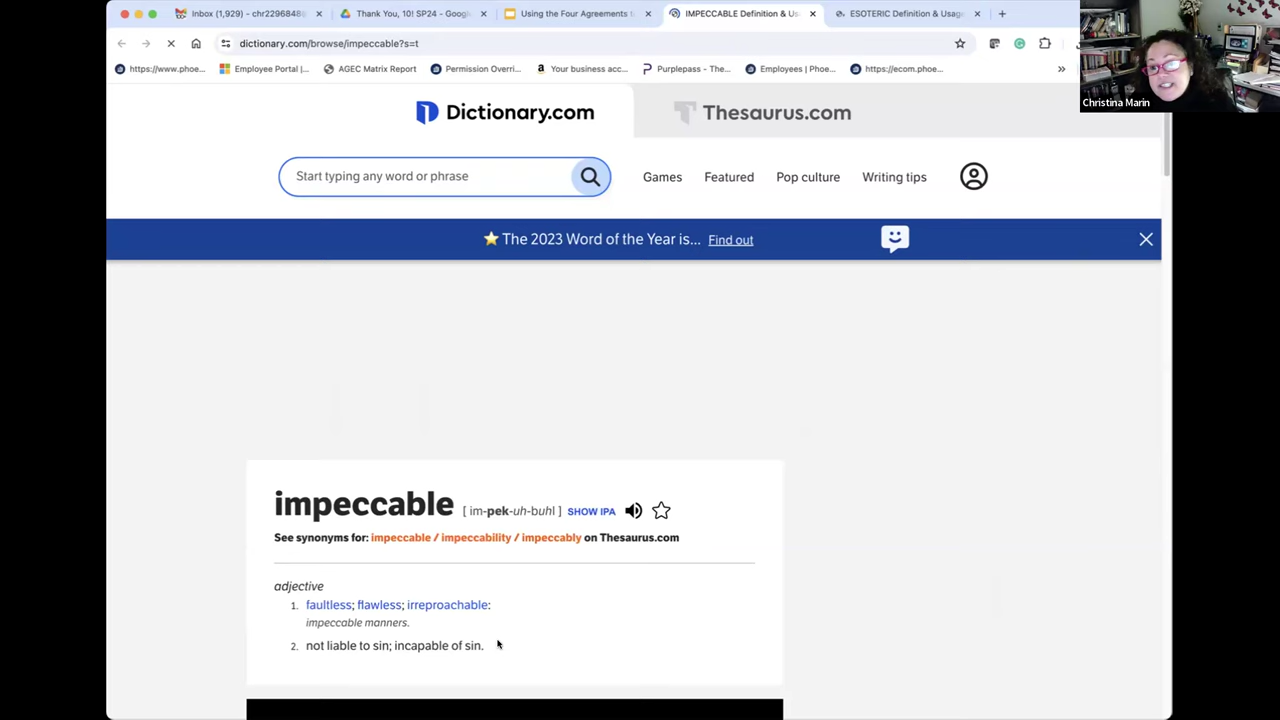 Inbox (1,929) - chr2296848
Thank You, 10! SP24 - Google
Using the Four Agreements t
IMPECCABLE Definition & Us
ESOTERIC Definition & Usage
dictionary.com/browse/impeccable?s=t
https://www.phoe...
Employee Portal |...
AGEC Matrix Report
Permission Overri...
Your business acc...
Purplepass - The...
Employees | Phoe...
https://ecom.phoe...
»
Christina Marin
Dictionary.com
Thesaurus.com
Start typing any word or phrase
Games
Featured
Pop culture
Writing tips
The 2023 Word of the Year is... Find out
impeccable [ im-pek-uh-buhl ] SHOW IPA
See synonyms for: impeccable / impeccability / impeccably on Thesaurus.com
adjective
1. faultless; flawless; irreproachable:
impeccable manners.
2. not liable to sin; incapable of sin.